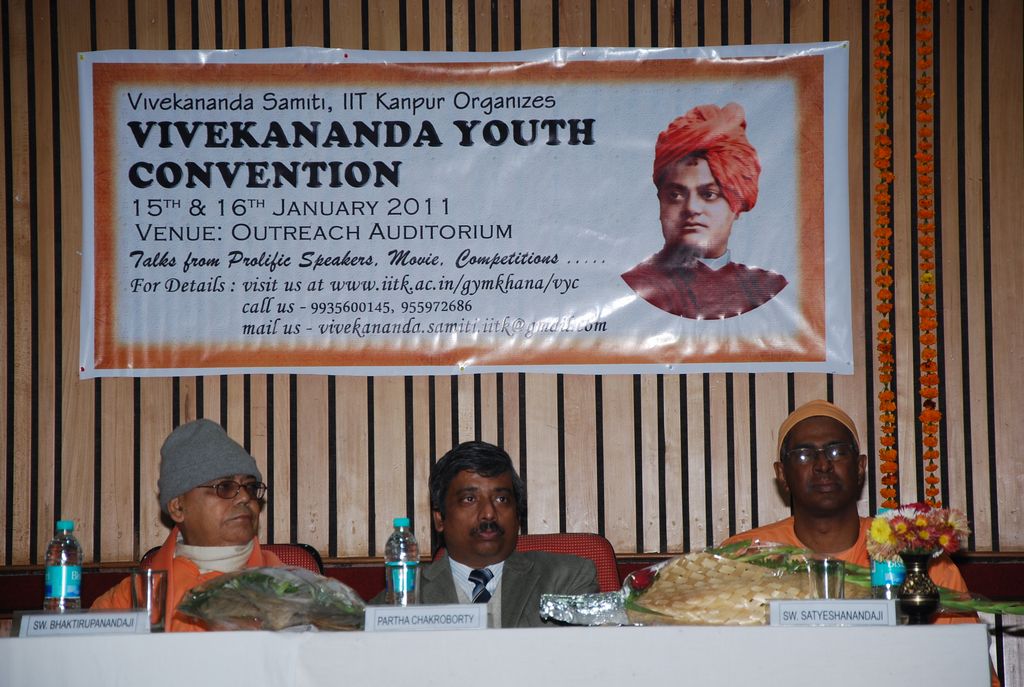 Vivekananda Samiti, IIT Kanpur Organizes
VIVEKANANDA YOUTH
CONVENTION
15TH & 16TH JANUARY 2011
VENUE: OUTREACH AUDITORIUM
Talks from Prolific Speakers, Movie, Competitions .....
For Details : visit us at www.iitk.ac.in/gymkhana/vyc
call us - 9935600145, 955972686
mail us - vivekananda.samiti.iitk@gmail.com
SW. BHAKTIRUPANANDAJI
PARTHA CHAKROBORTY
SW. SATYESHANANDAJI